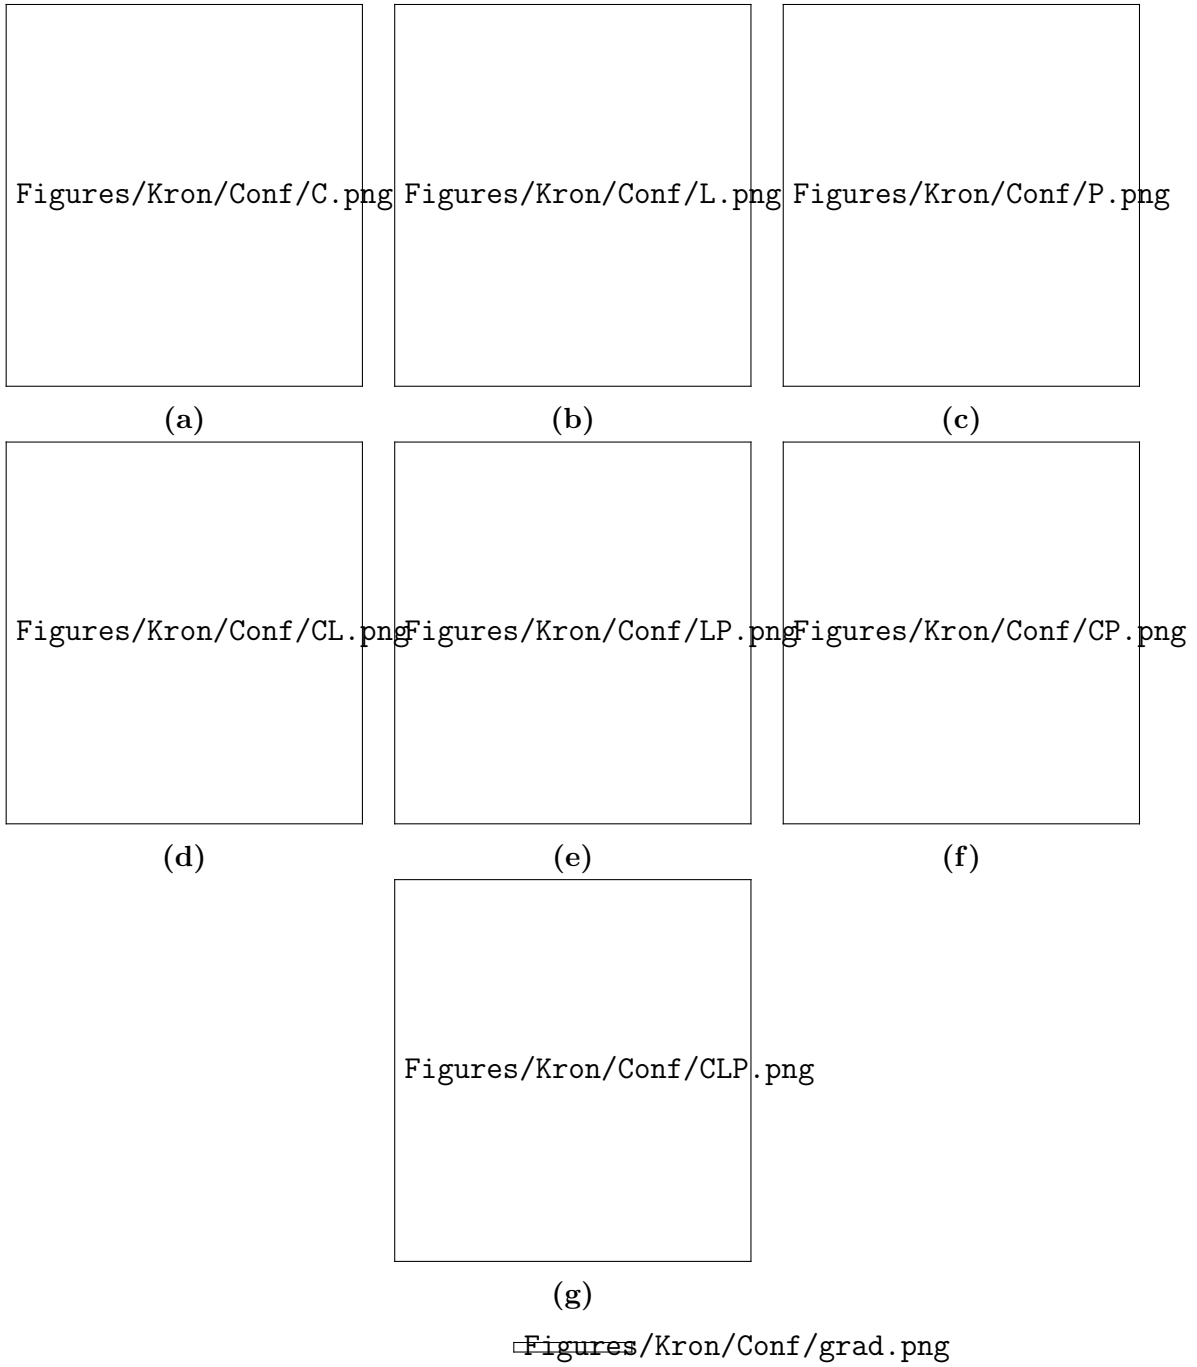 Figures/Kron/Conf/C.png Figures/Kron/Conf/L.png Figures/Kron/Conf/P.png
(a) (b) (c)
Figures/Kron/Conf/CL.png Figures/Kron/Conf/LP.png Figures/Kron/Conf/CP.png
(d) (e) (f)
Figures/Kron/Conf/CLP.png
(g)
Figures/Kron/Conf/grad.png